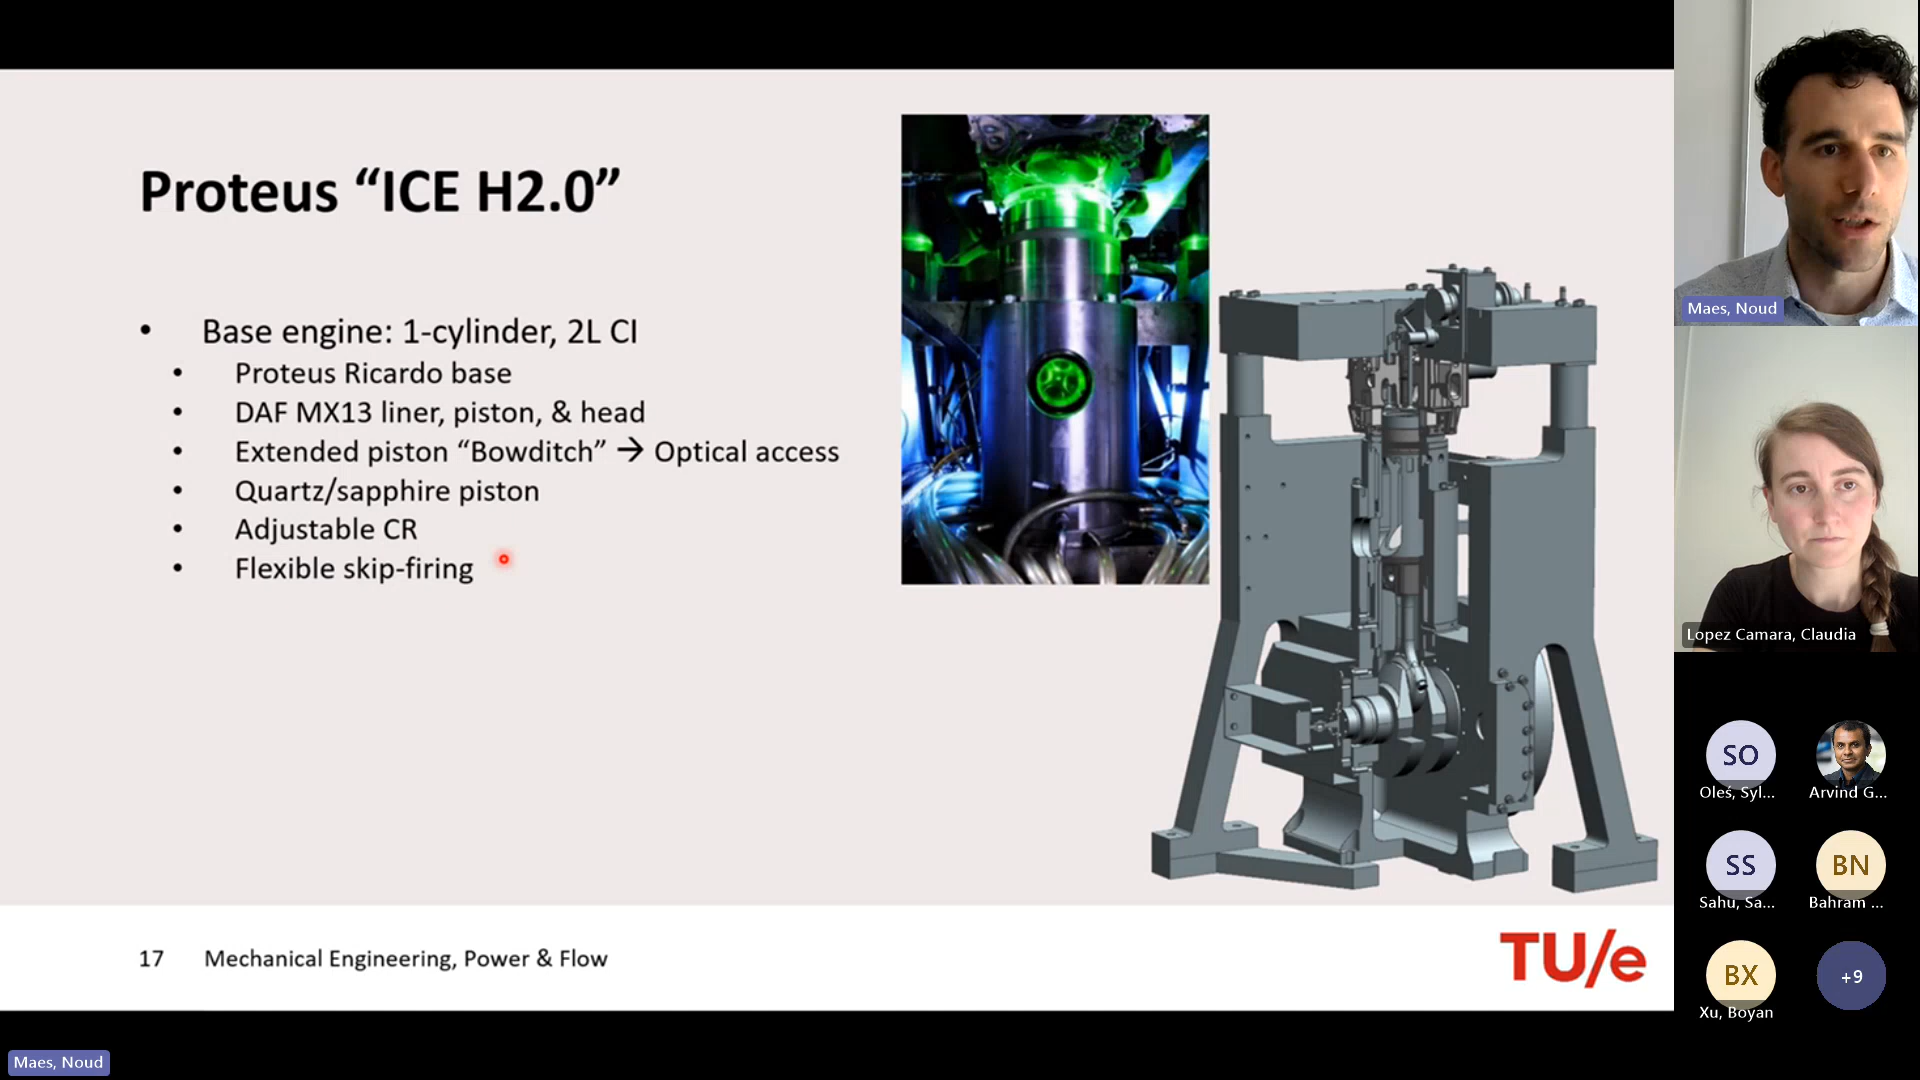 Proteus “ICE H2.0”
• Base engine: 1-cylinder, 2L CI
• Proteus Ricardo base
• DAF MX13 liner, piston, & head
• Extended piston “Bowditch” → Optical access
• Quartz/sapphire piston
• Adjustable CR
• Flexible skip-firing
17 Mechanical Engineering, Power & Flow
TU/e
Maes, Noud
Maes, Noud
Lopez Camara, Claudia
SO
Oleś, Syl...
Arvind G...
SS
Sahu, Sa...
BN
Bahram ...
BX
Xu, Boyan
+9